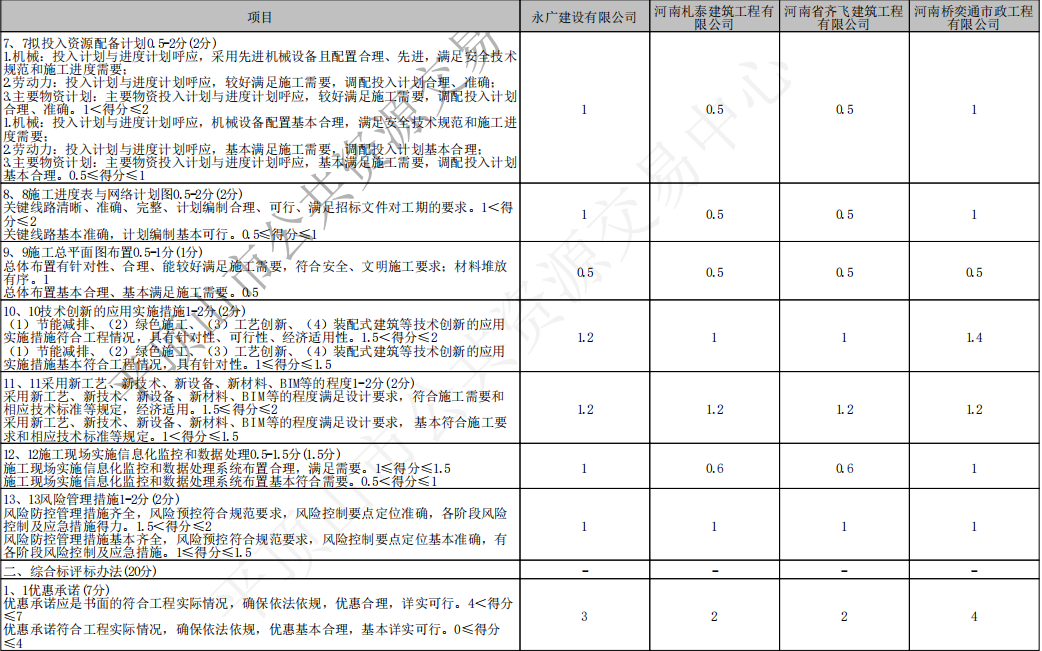 项目 永广建设有限公司 河南札泰建筑工程有限公司 河南省齐飞建筑工程有限公司 河南桥奕通市政工程有限公司
7、7拟投入资源配备计划0.5-2分(2分)
1.机械：投入计划与进度计划呼应，采用先进机械设备且配置合理、先进，满足安全技术
规范和施工进度需要；
2.劳动力：投入计划与进度计划呼应，较好满足施工需要，调配投入计划合理、准确；
3.主要物资计划：主要物资投入计划与进度计划呼应，较好满足施工需要，调配投入计划
合理、准确。1＜得分≤2
1.机械：投入计划与进度计划呼应，机械设备配置基本合理，满足安全技术规范和施工进
度需要；
2.劳动力：投入计划与进度计划呼应，基本满足施工需要，调配投入计划基本合理；
3.主要物资计划：主要物资投入计划与进度计划呼应，基本满足施工需要，调配投入计划
基本合理。0.5≤得分≤1
1 0.5 0.5 1
8、8施工进度表与网络计划图0.5-2分(2分)
关键线路清晰、准确、完整、计划编制合理、可行、满足招标文件对工期的要求。1＜得
分≤2
关键线路基本准确，计划编制基本可行。0.5≤得分≤1
1 0.5 0.5 1
9、9施工总平面图布置0.5-1分(1分)
总体布置有针对性、合理、能较好满足施工需要，符合安全、文明施工要求；材料堆放
有序。1
总体布置基本合理、基本满足施工需要。0.5
0.5 0.5 0.5 0.5
10、10技术创新的应用实施措施1-2分(2分)
（1）节能减排、（2）绿色施工、（3）工艺创新、（4）装配式建筑等技术创新的应用
实施措施符合工程情况，具有针对性、可行性、经济适用性。1.5＜得分≤2
（1）节能减排、（2）绿色施工、（3）工艺创新、（4）装配式建筑等技术创新的应用
实施措施基本符合工程情况，具有针对性。1≤得分≤1.5
1.2 1 1 1.4
11、11采用新工艺、新技术、新设备、新材料、BIM等的程度1-2分(2分)
采用新工艺、新技术、新设备、新材料、BIM等的程度满足设计要求，符合施工需要和
相应技术标准等规定，经济适用。1.5≤得分≤2
采用新工艺、新技术、新设备、新材料、BIM等的程度满足设计要求， 基本符合施工要
求和相应技术标准等规定。1＜得分≤1.5
1.2 1.2 1.2 1.2
12、12施工现场实施信息化监控和数据处理0.5-1.5分(1.5分)
施工现场实施信息化监控和数据处理系统布置合理，满足需要。1≤得分≤1.5
施工现场实施信息化监控和数据处理系统布置基本符合需要。0.5＜得分≤1
1 0.6 0.6 1
13、13风险管理措施1-2分(2分)
风险防控管理措施齐全，风险预控符合规范要求，风险控制要点定位准确，各阶段风险
控制及应急措施得力。1.5＜得分≤2
风险防控管理措施基本齐全，风险预控符合规范要求，风险控制要点定位基本准确，有
各阶段风险控制及应急措施。1≤得分≤1.5
1 1 1 1
二、综合标评标办法(20分) - - - -
1、1优惠承诺(7分)
优惠承诺应是书面的符合工程实际情况，确保依法依规，优惠合理，详实可行。4＜得分
≤7
优惠承诺符合工程实际情况，确保依法依规，优惠基本合理，基本详实可行。0≤得分
≤4
3 2 2 4
平顶山市公共资源交易
平顶山市公共资源交易中心